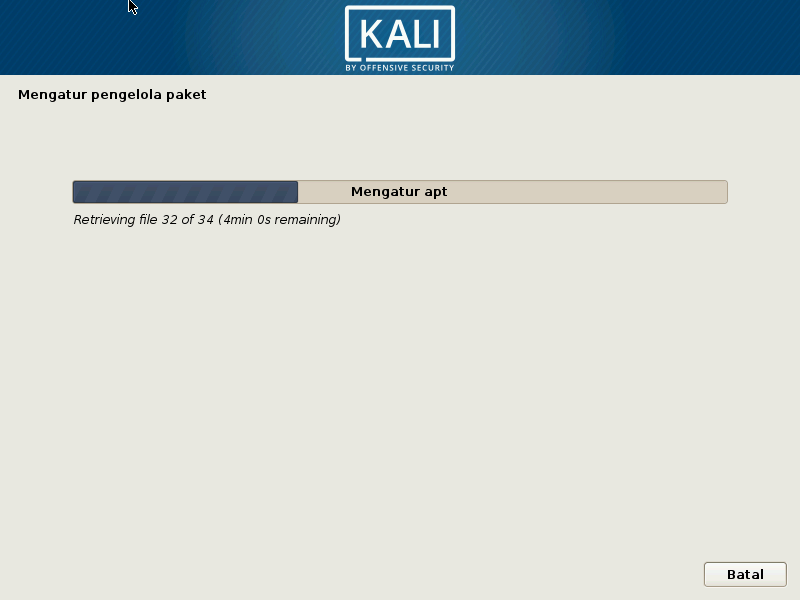 KALI
BY OFFENSIVE SECURITY
Mengatur pengelola paket
Mengatur apt
Retrieving file 32 of 34 (4min 0s remaining)
Batal